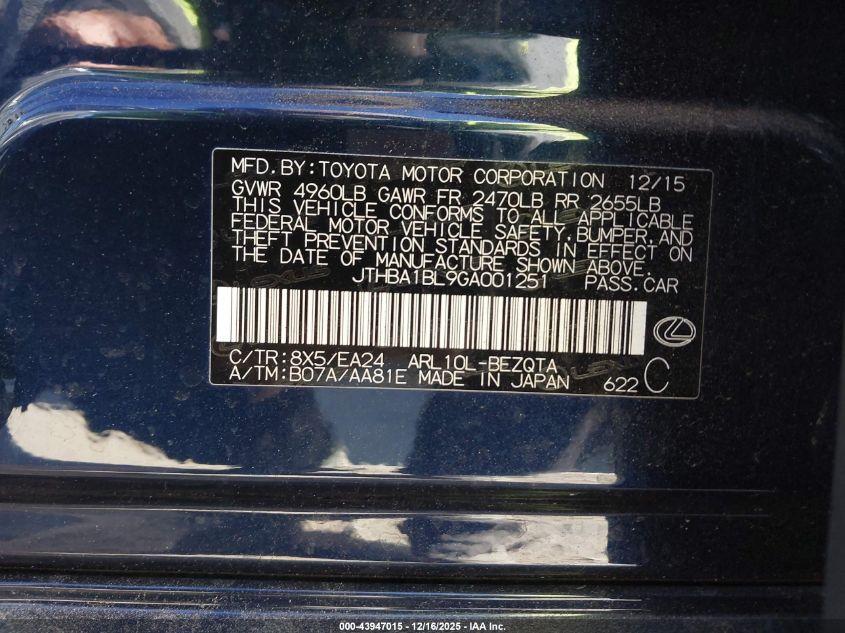 MFD.BY:TOYOTA MOTOR CORPORATION 12/15
GVWR 4960LB GAWR FR 2470LB RR 2655LB
THIS VEHICLE CONFORMS TO ALL APPLICABLE
FEDERAL MOTOR VEHICLE SAFETY,BUMPER,AND
THEFT PREVENTION STANDARDS IN EFFECT ON
THE DATE OF MANUFACTURE SHOWN ABOVE.
JTHBA1BL9GA001251 PASS.CAR
C/TR:8X5/EA24 ARL10L-BEZQTA
A/TM:B07A/AA81E MADE IN JAPAN 622 C
000-43947015 - 12/16/2025 - IAA Inc.